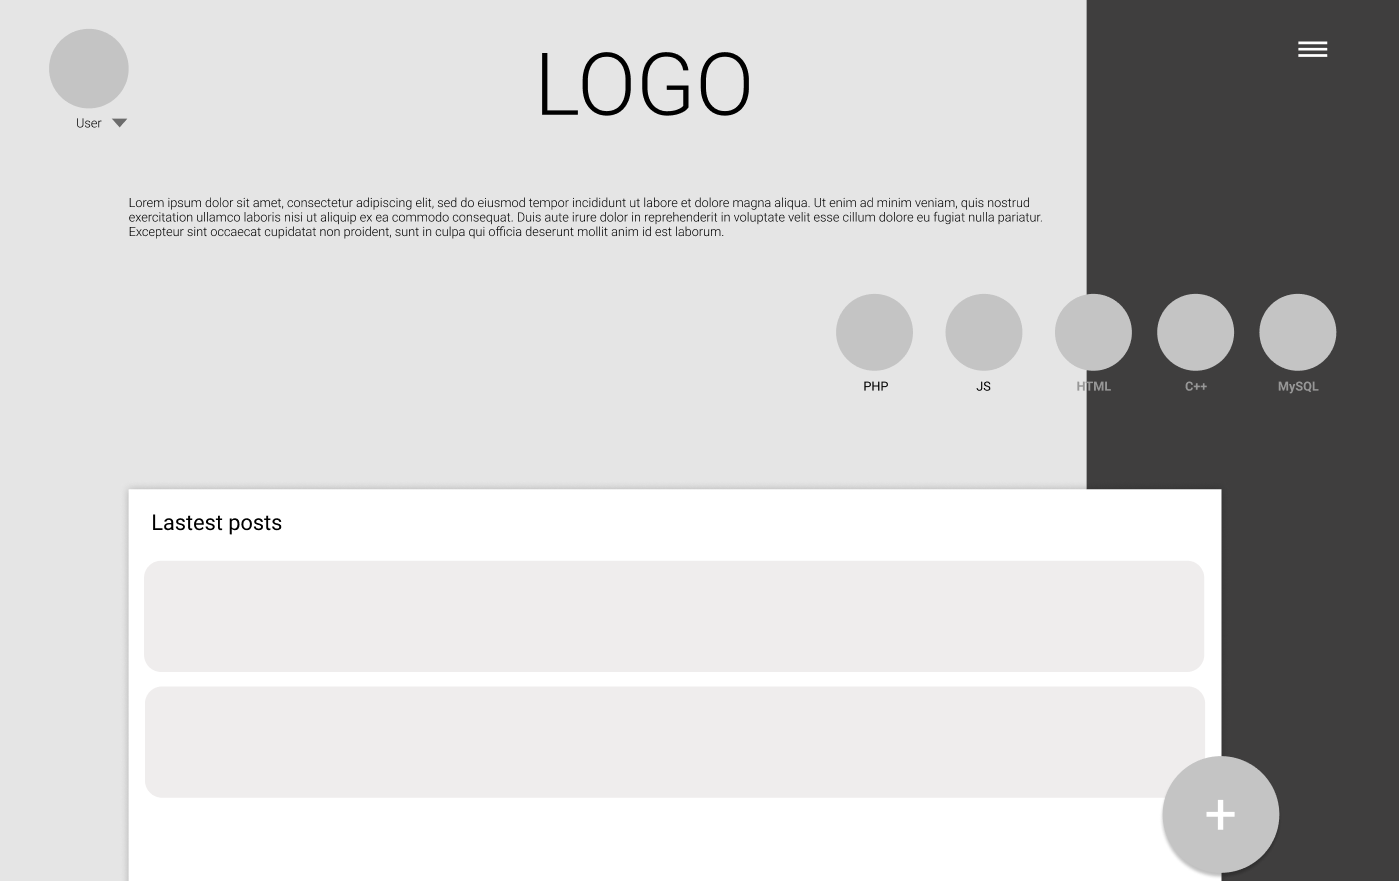 LOGO
User
Lorem ipsum dolor sit amet, consectetur adipiscing elit, sed do eiusmod tempor incididunt ut labore et dolore magna aliqua. Ut enim ad minim veniam, quis nostrud
exercitation ullamco laboris nisi ut aliquip ex ea commodo consequat. Duis aute irure dolor in reprehenderit in voluptate velit esse cillum dolore eu fugiat nulla pariatur.
Excepteur sint occaecat cupidatat non proident, sunt in culpa qui officia deserunt mollit anim id est laborum.
PHP JS HTML C++ MySQL
Lastest posts
+